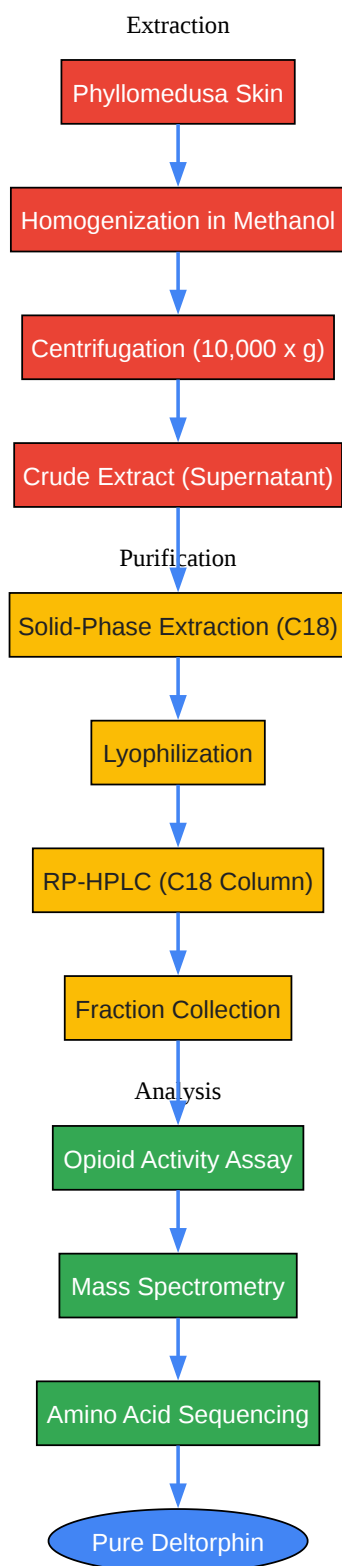 Extraction
Phyllomedusa Skin
Homogenization in Methanol
Centrifugation (10,000 x g)
Crude Extract (Supernatant)
Purification
Solid-Phase Extraction (C18)
Lyophilization
RP-HPLC (C18 Column)
Fraction Collection
Analysis
Opioid Activity Assay
Mass Spectrometry
Amino Acid Sequencing
Pure Deltorphin